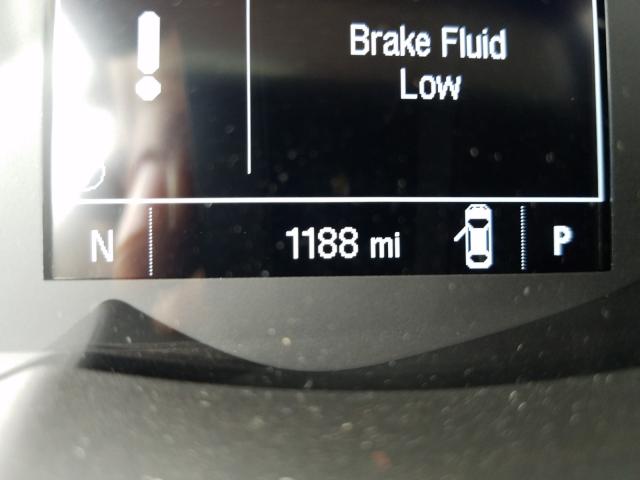 !
Brake Fluid
Low
N 1188 mi P